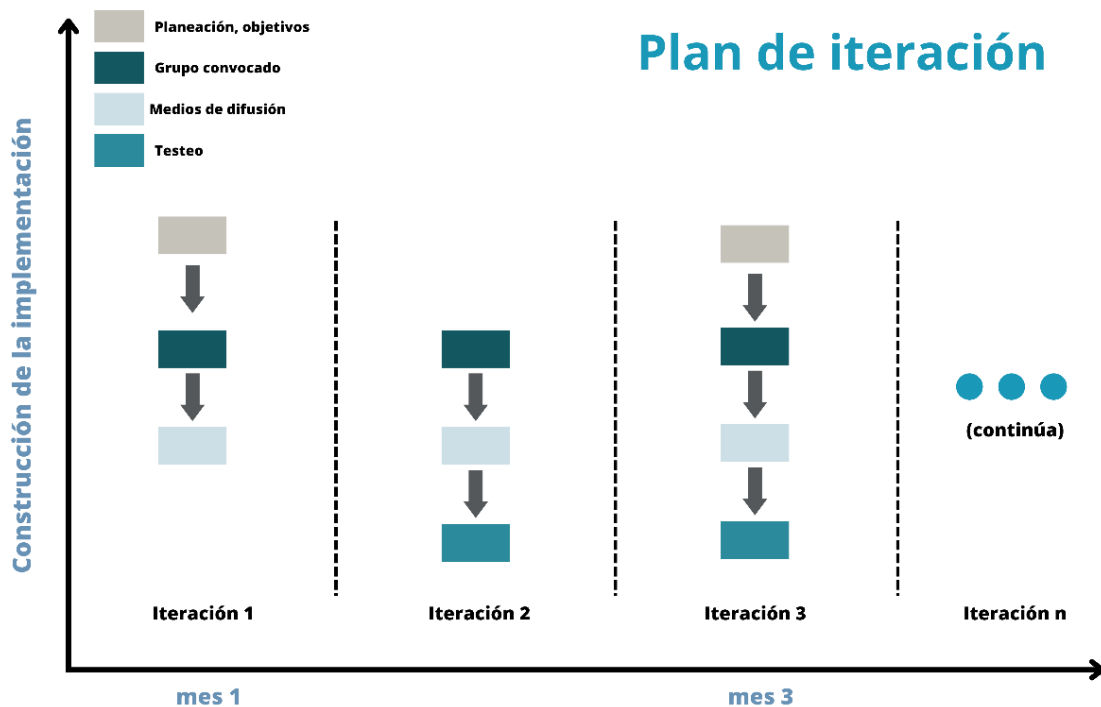 Plan de iteración
Planeación, objetivos
Grupo convocado
Medios de difusión
Testeo
Construcción de la implementación
(continúa)
Iteración 1
Iteración 2
Iteración 3
Iteración n
mes 1
mes 3